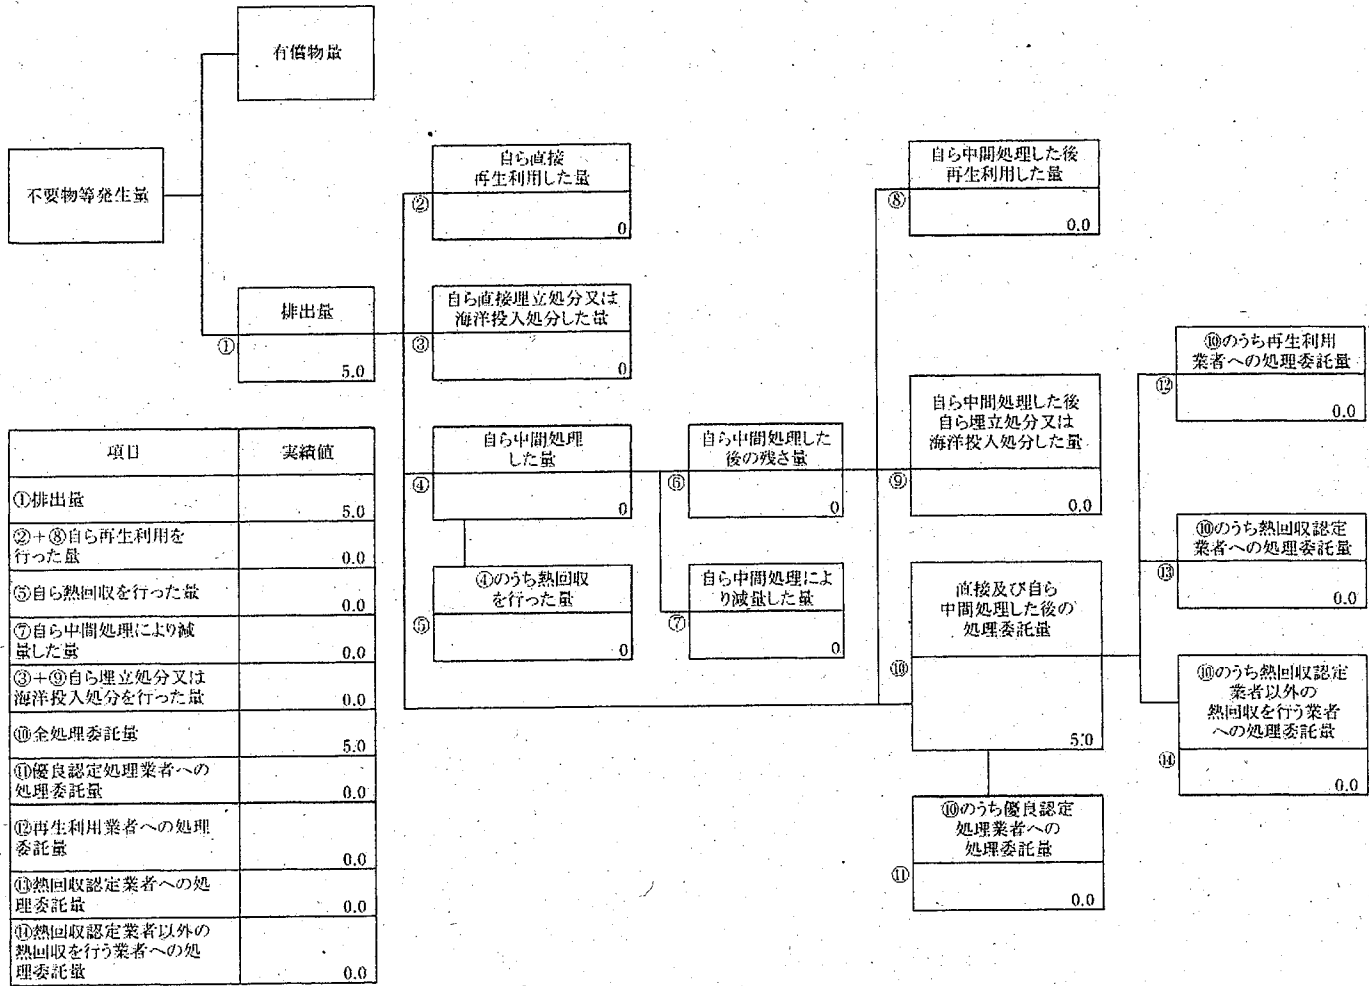 有償物量
不要物等発生量
排出量
①
5.0
自ら直接
再生利用した量
②
0
自ら直接埋立処分又は
海洋投入処分した量
③
0
自ら中間処理
した量
④
0
④のうち熱回収
を行った量
⑤
0
自ら中間処理した
後の残さ量
⑥
0
自ら中間処理によ
り減量した量
⑦
0
自ら中間処理した後
再生利用した量
⑧
0.0
自ら中間処理した後
自ら埋立処分又は
海洋投入処分した量
⑨
0.0
直接及び自ら
中間処理した後の
処理委託量
⑩
5.0
⑩のうち優良認定
処理業者への
処理委託量
⑪
0.0
⑩のうち再生利用
業者への処理委託量
⑫
0.0
⑩のうち熱回収認定
業者への処理委託量
⑬
0.0
⑩のうち熱回収認定
業者以外の
熱回収を行う業者
への処理委託量
⑭
0.0
項目 実績値
①排出量 5.0
②+⑧自ら再生利用を
行った量 0.0
⑤自ら熱回収を行った量 0.0
⑦自ら中間処理により減
量した量 0.0
③+⑨自ら埋立処分又は
海洋投入処分を行った量 0.0
⑩全処理委託量 5.0
⑪優良認定処理業者への
処理委託量 0.0
⑫再生利用業者への処理
委託量 0.0
⑬熱回収認定業者への処
理委託量 0.0
⑭熱回収認定業者以外の
熱回収を行う業者への処
理委託量 0.0